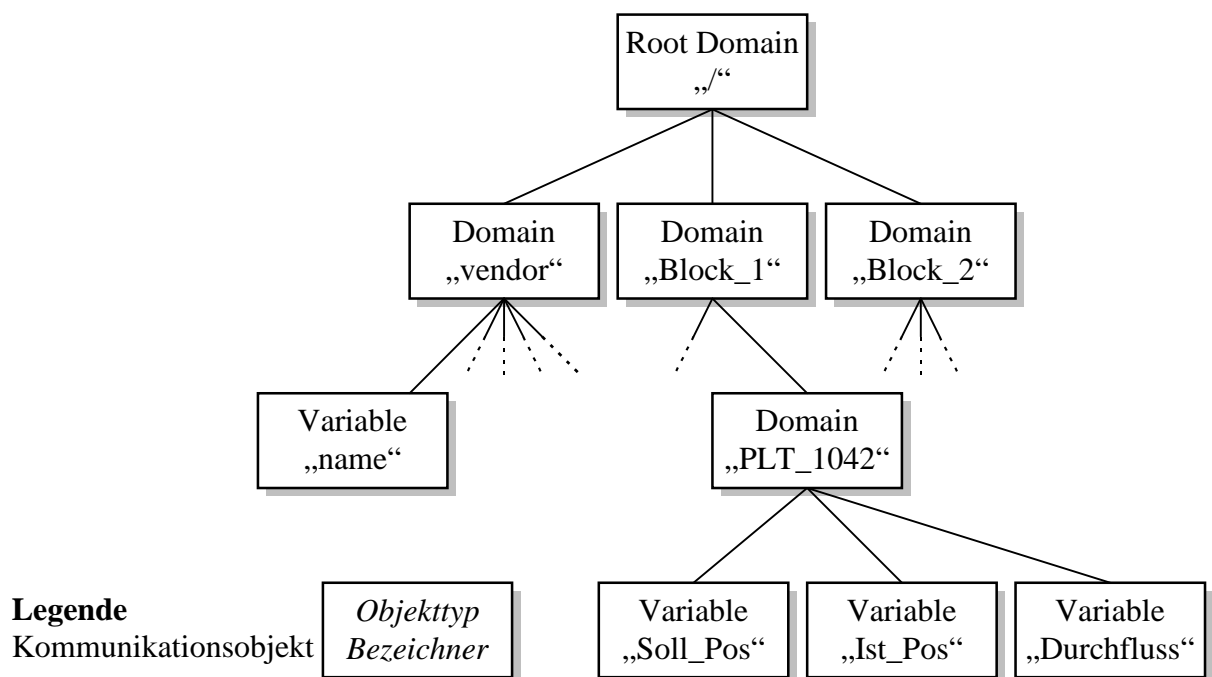 Root Domain
„/“
Domain
„vendor“
Domain
„Block_1“
Domain
„Block_2“
Variable
„name“
Domain
„PLT_1042“
Legende
Kommunikationsobjekt
Objekttyp
Bezeichner
Variable
„Soll_Pos“
Variable
„Ist_Pos“
Variable
„Durchfluss“